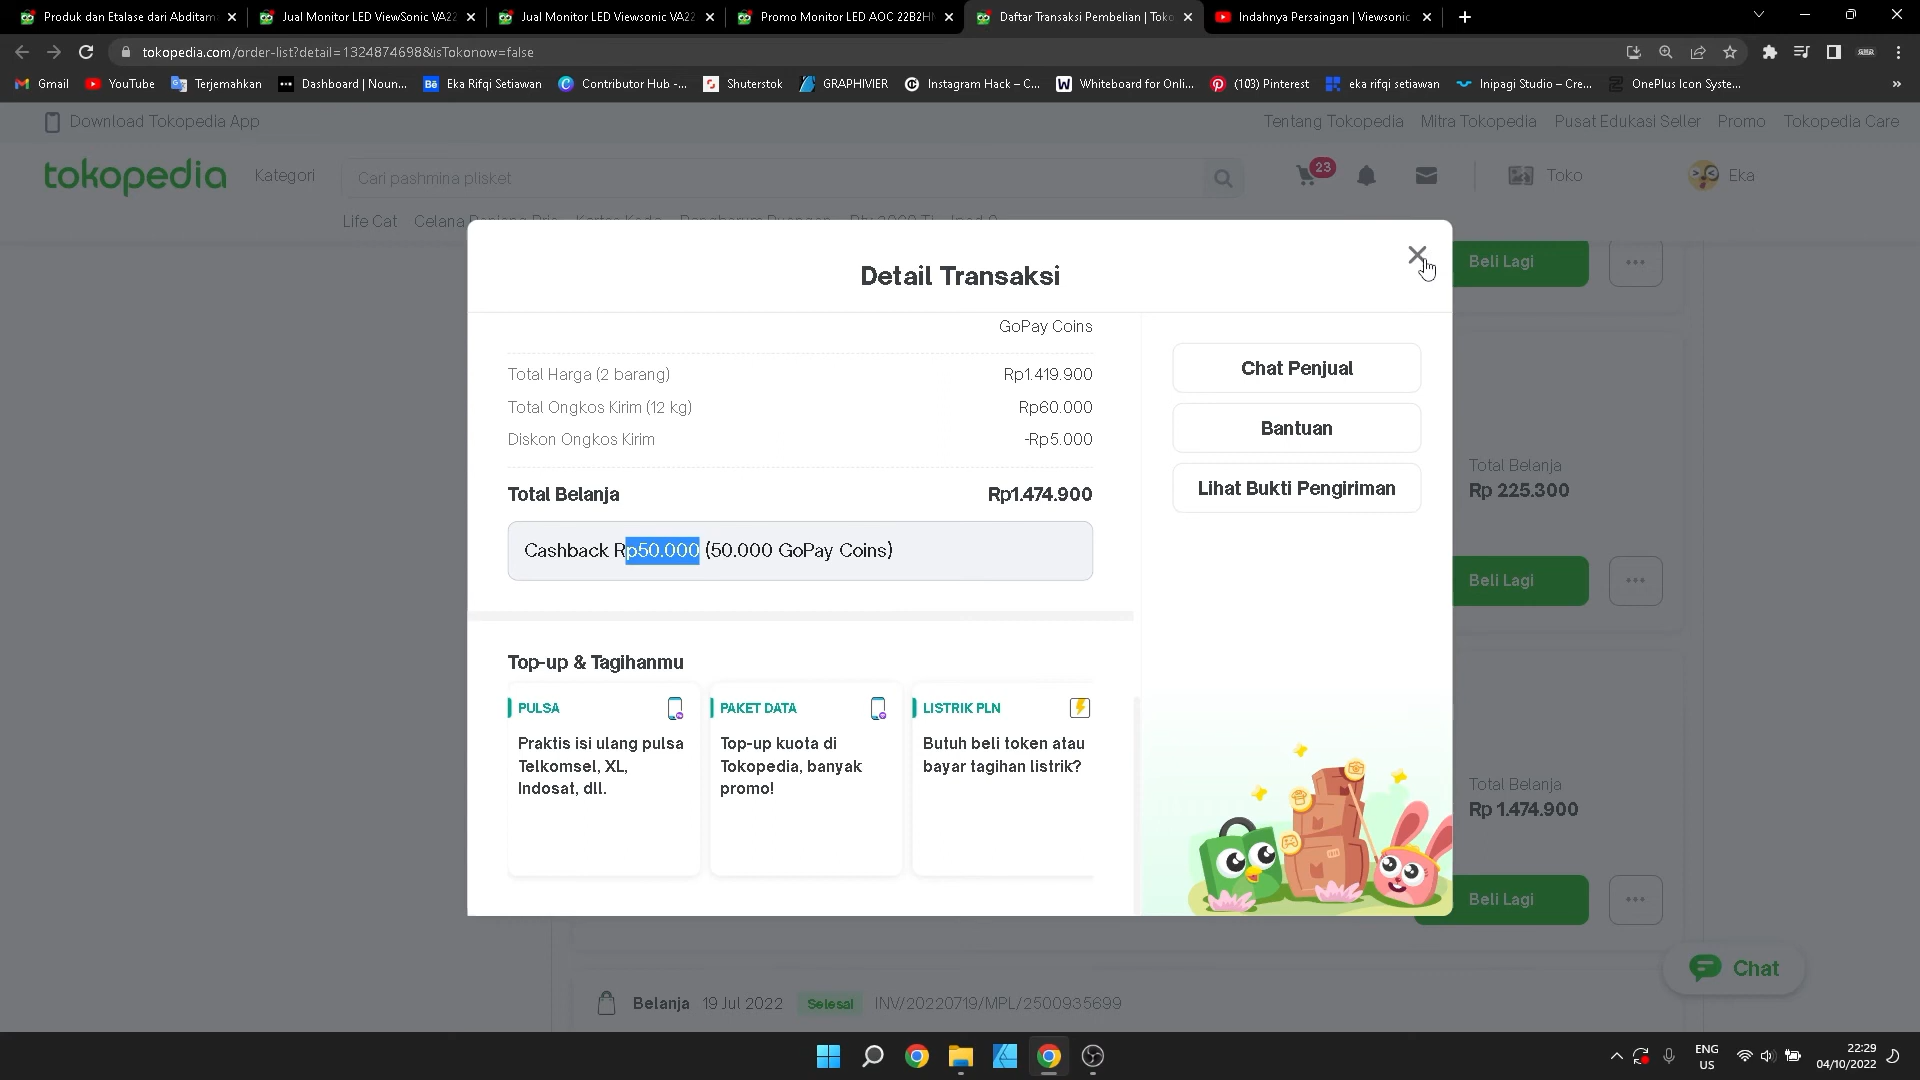 Produk dan Etalase dari Abditam
Jual Monitor LED ViewSonic VA22
Jual Monitor LED Viewsonic VA22
Promo Monitor LED AOC 22B2H
Daftar Transaksi Pembelian | Toko
Indahnya Persaingan | Viewsonic
tokopedia.com/order-list?detail=1324874698&isTokonow=false
Gmail
YouTube
Terjemahkan
Dashboard | Noun...
Eka Rifqi Setiawan
Contributor Hub -...
Shuterstok
GRAPHIVIER
Instagram Hack – C...
Whiteboard for Onli...
(103) Pinterest
eka rifqi setiawan
Inipagi Studio – Cre...
OnePlus Icon Syste...
Download Tokopedia App
Tentang Tokopedia
Mitra Tokopedia
Pusat Edukasi Seller
Promo
Tokopedia Care
tokopedia
Kategori
Cari pashmina plisket
23
Toko
Eka
Life Cat
Detail Transaksi
Beli Lagi
GoPay Coins
Total Harga (2 barang) Rp1.419.900
Total Ongkos Kirim (12 kg) Rp60.000
Diskon Ongkos Kirim -Rp5.000
Total Belanja Rp1.474.900
Cashback Rp50.000 (50.000 GoPay Coins)
Chat Penjual
Bantuan
Lihat Bukti Pengiriman
Total Belanja
Rp 225.300
Beli Lagi
Top-up & Tagihanmu
PULSA
Praktis isi ulang pulsa
Telkomsel, XL,
Indosat, dll.
PAKET DATA
Top-up kuota di
Tokopedia, banyak
promo!
LISTRIK PLN
Butuh beli token atau
bayar tagihan listrik?
Total Belanja
Rp 1.474.900
Beli Lagi
Chat
Belanja 19 Jul 2022 Selesai INV/20220719/MPL/2500935699
ENG
US
22:29
04/10/2022